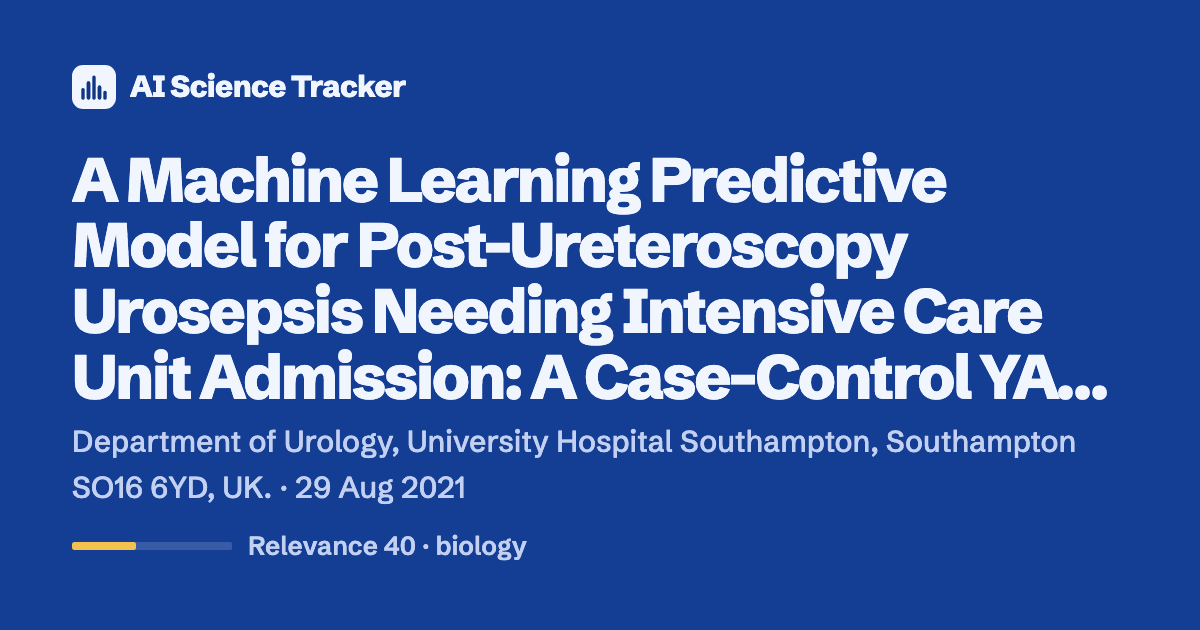 AI Science Tracker
A Machine Learning Predictive
Model for Post-Ureteroscopy
Urosepsis Needing Intensive Care
Unit Admission: A Case-Control YA...
Department of Urology, University Hospital Southampton, Southampton
SO16 6YD, UK. · 29 Aug 2021
Relevance 40 · biology